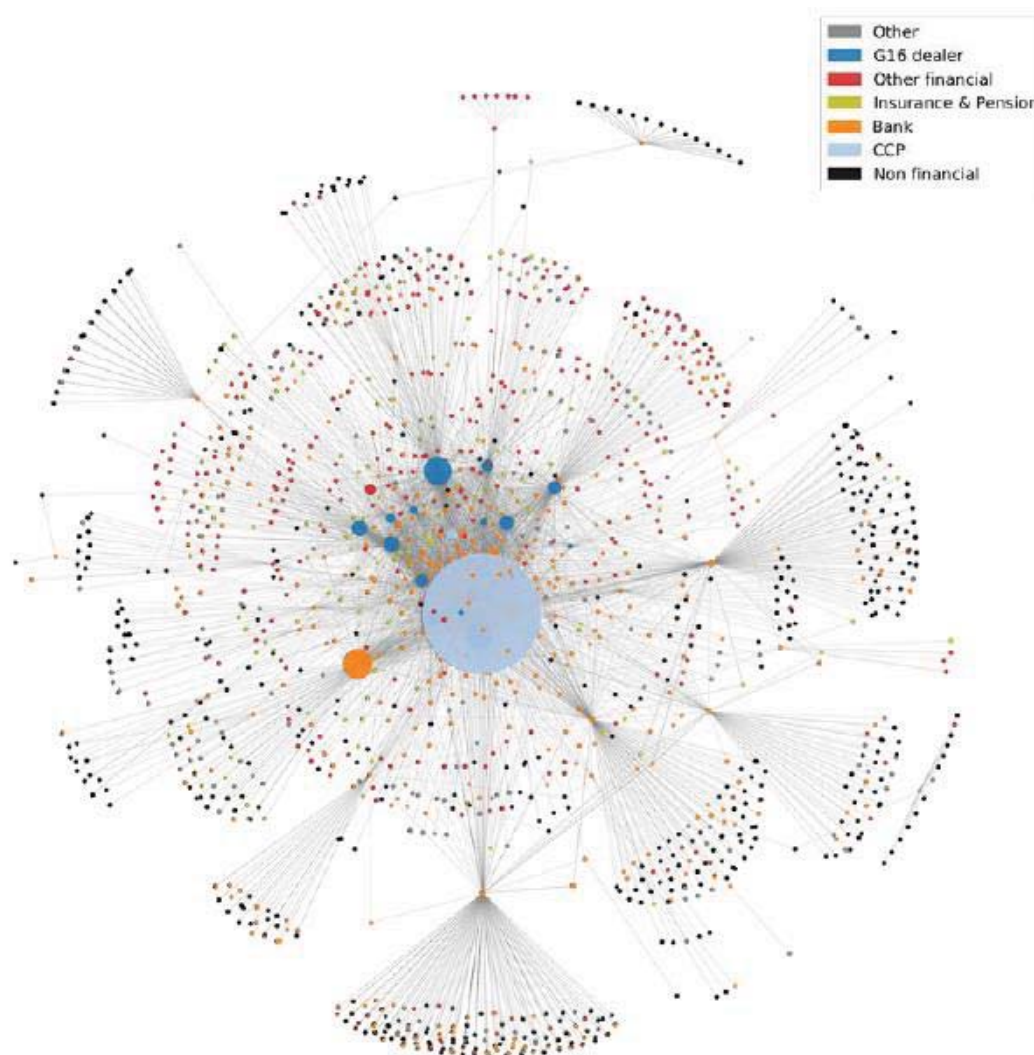 Other
G16 dealer
Other financial
Insurance & Pension
Bank
CCP
Non financial